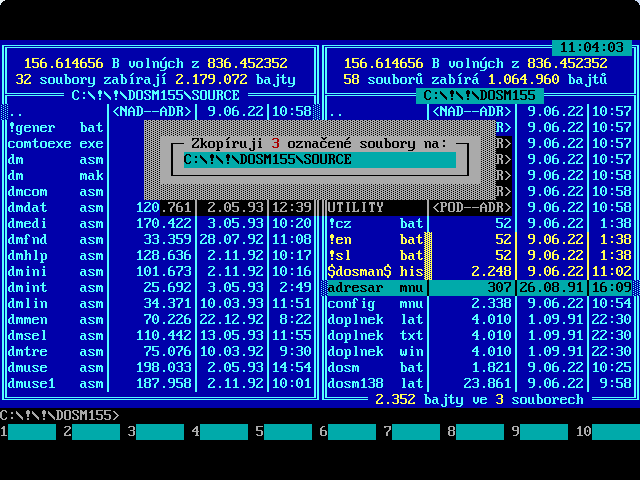 11:04:03
156.614656 B volných z 836.452352
32 soubory zabírají 2.179.072 bajty
C:\!\!\DOSM155\SOURCE
.. <NAD--ADR> 9.06.22 10:58
!gener bat
comtoexe exe
dm asm
dm mak
dmcom asm
dmdat asm 120.761 2.05.93 12:39
dmedi asm 170.422 3.05.93 10:20
dmfnd asm 33.359 28.07.92 11:08
dmhlp asm 128.636 2.11.92 10:17
dmini asm 101.673 2.11.92 10:16
dmint asm 25.692 3.05.93 2:49
dmlin asm 34.371 10.03.93 11:51
dmmen asm 70.226 22.12.92 8:22
dmsel asm 110.442 13.05.93 11:55
dmtre asm 75.076 10.03.92 9:30
dmuse asm 198.033 2.05.93 14:54
dmuse1 asm 187.958 2.11.92 10:01
156.614656 B volných z 836.452352
58 souborů zabírá 1.064.960 bajtů
C:\!\!\DOSM155
.. <NAD--ADR> 9.06.22 10:57
R> 9.06.22 10:58
R> 9.06.22 10:57
R> 9.06.22 10:58
R> 9.06.22 10:58
R> 9.06.22 10:58
UTILITY <POD--ADR> 9.06.22 10:58
!cz bat 52 9.06.22 1:38
!en bat 52 9.06.22 1:38
!sl bat 52 9.06.22 1:38
$dosman$ his 2.248 9.06.22 11:02
adresar mnu 307 26.08.91 16:09
config mnu 2.338 9.06.22 10:54
doplnek lat 4.010 1.09.91 22:30
doplnek txt 4.010 1.09.91 22:30
doplnek win 4.010 1.09.91 22:30
dosm bat 1.821 9.06.22 10:25
dosm138 lat 23.861 9.06.22 9:58
2.352 bajty ve 3 souborech
Zkopíruji 3 označené soubory na:
C:\!\!\DOSM155\SOURCE
C:\!\!\DOSM155>
1 2 3 4 5 6 7 8 9 10